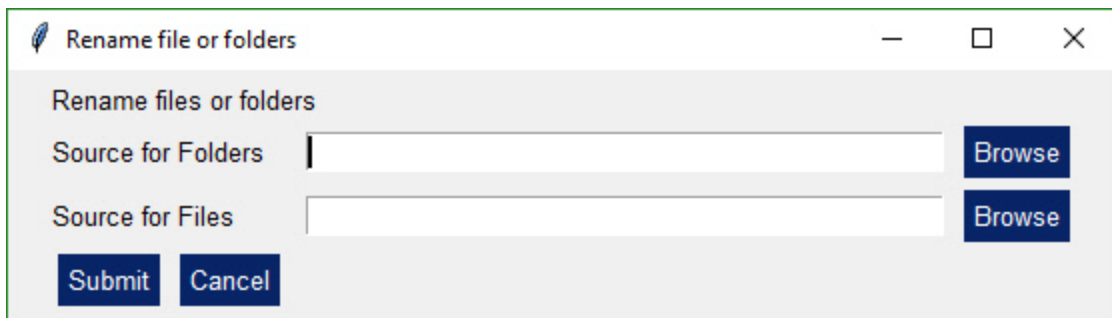 Rename file or folders
Rename files or folders
Source for Folders Browse
Source for Files Browse
Submit Cancel